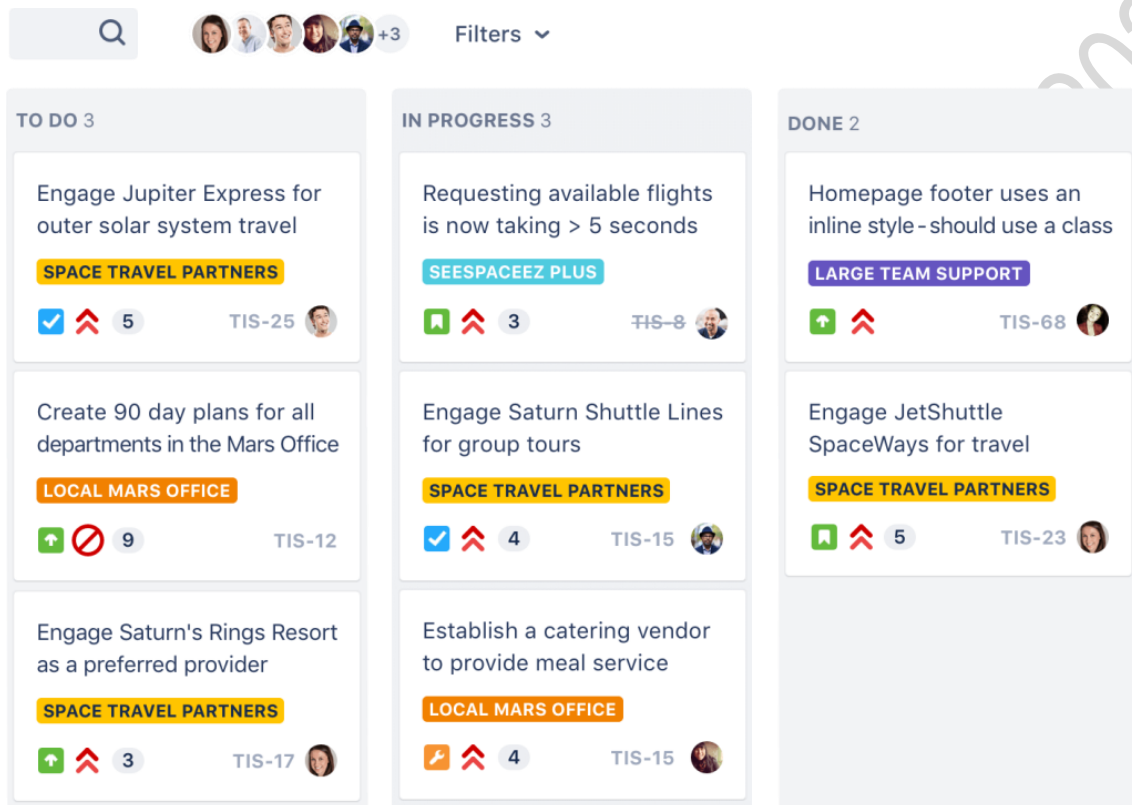 +3
Filters
TO DO 3
Engage Jupiter Express for
outer solar system travel
SPACE TRAVEL PARTNERS
5
TIS-25
Create 90 day plans for all
departments in the Mars Office
LOCAL MARS OFFICE
9
TIS-12
Engage Saturn's Rings Resort
as a preferred provider
SPACE TRAVEL PARTNERS
3
TIS-17
IN PROGRESS 3
Requesting available flights
is now taking > 5 seconds
SEESPACEEZ PLUS
3
TIS-8
Engage Saturn Shuttle Lines
for group tours
SPACE TRAVEL PARTNERS
4
TIS-15
Establish a catering vendor
to provide meal service
LOCAL MARS OFFICE
4
TIS-15
DONE 2
Homepage footer uses an
inline style-should use a class
LARGE TEAM SUPPORT
TIS-68
Engage JetShuttle
SpaceWays for travel
SPACE TRAVEL PARTNERS
5
TIS-23